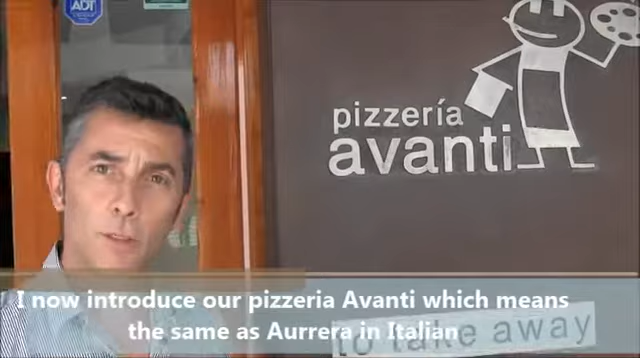 ADT
pizzería
avanti
I now introduce our pizzeria Avanti which means
the same as Aurrera in Italian
to take away